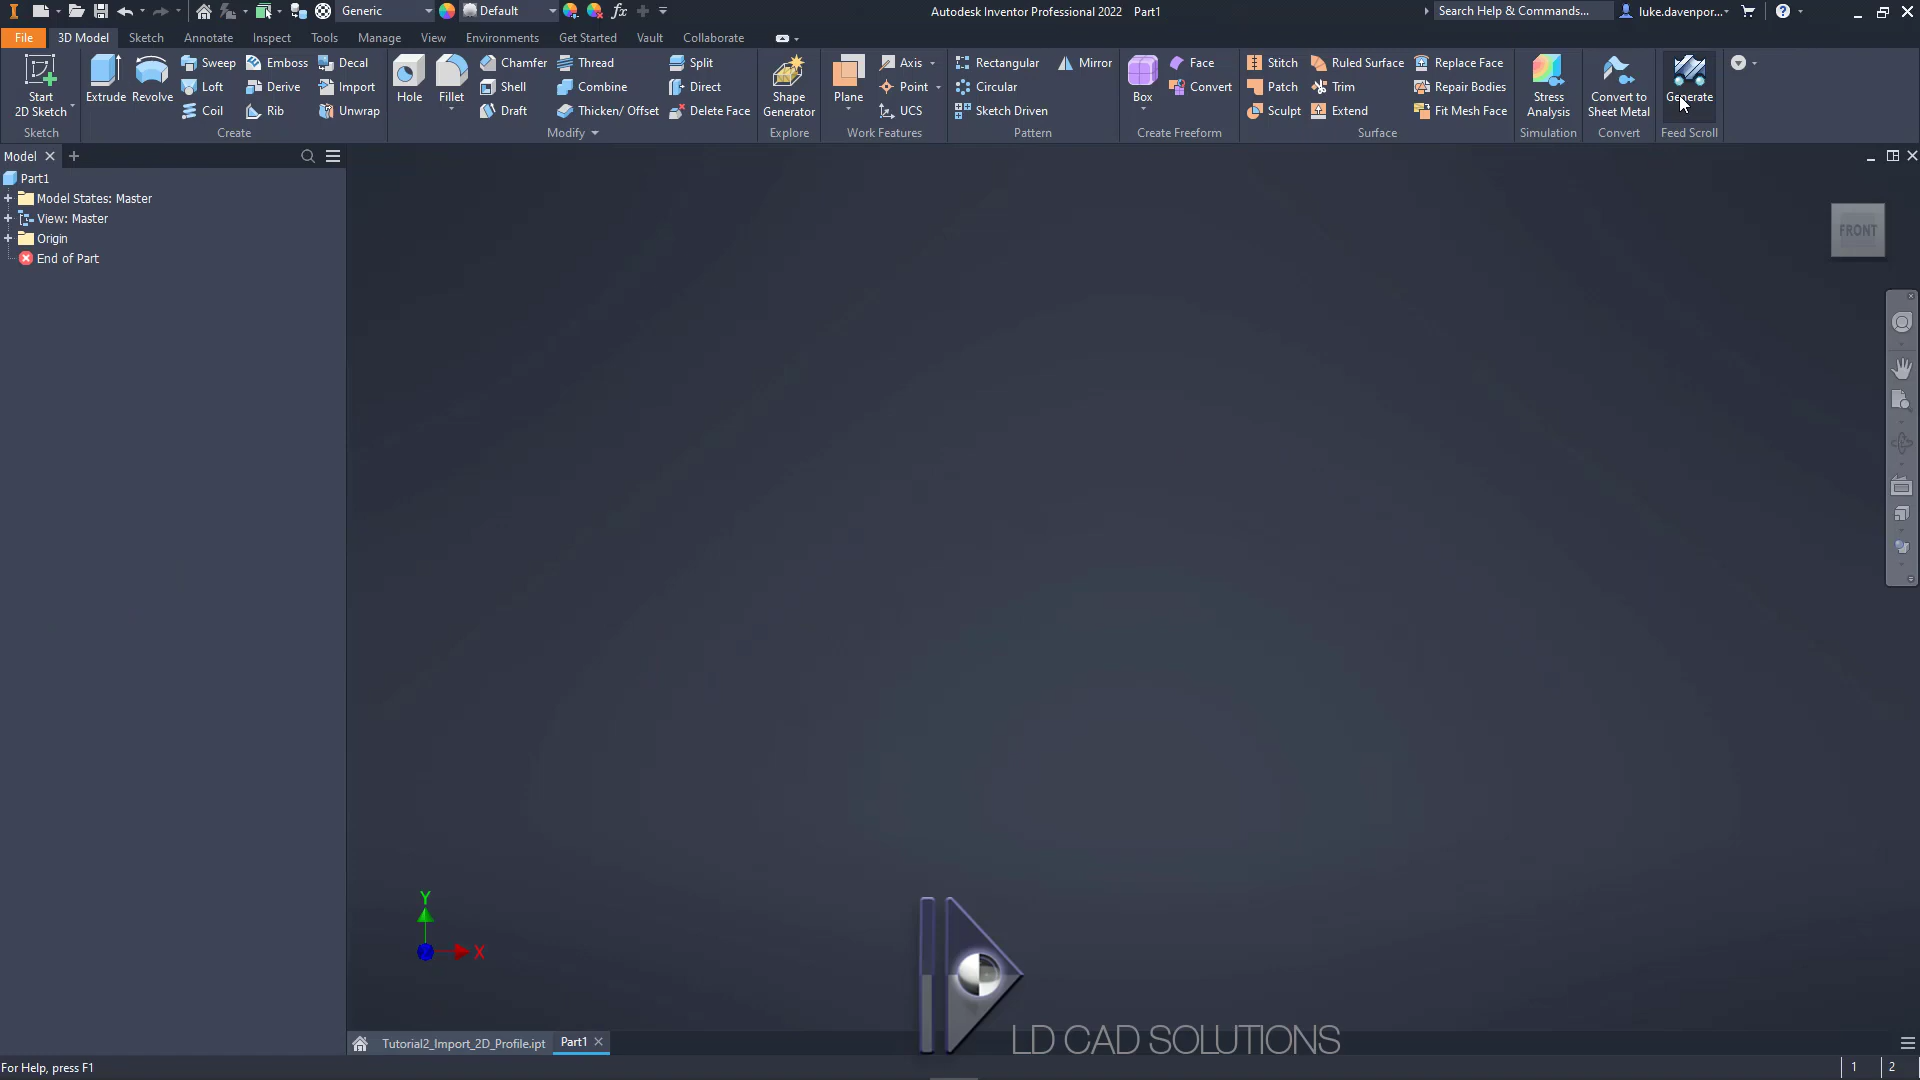 Generic
Default
fx
Autodesk Inventor Professional 2022 Part1
Search Help & Commands...
luke.davenpor...
File
3D Model
Sketch
Annotate
Inspect
Tools
Manage
View
Environments
Get Started
Vault
Collaborate
Start
2D Sketch
Sketch
Extrude
Revolve
Sweep
Loft
Coil
Emboss
Derive
Rib
Decal
Import
Unwrap
Create
Hole
Fillet
Chamfer
Shell
Draft
Thread
Combine
Thicken/ Offset
Split
Direct
Delete Face
Modify
Shape
Generator
Explore
Plane
Axis
Point
UCS
Work Features
Rectangular
Circular
Sketch Driven
Mirror
Pattern
Box
Face
Convert
Create Freeform
Stitch
Patch
Sculpt
Ruled Surface
Trim
Extend
Replace Face
Repair Bodies
Fit Mesh Face
Surface
Stress
Analysis
Simulation
Convert to
Sheet Metal
Convert
Generate
Feed Scroll
Model
Part1
Model States: Master
View: Master
Origin
End of Part
FRONT
Y
X
LD CAD SOLUTIONS
Tutorial2_Import_2D_Profile.ipt
Part1
For Help, press F1
1
2